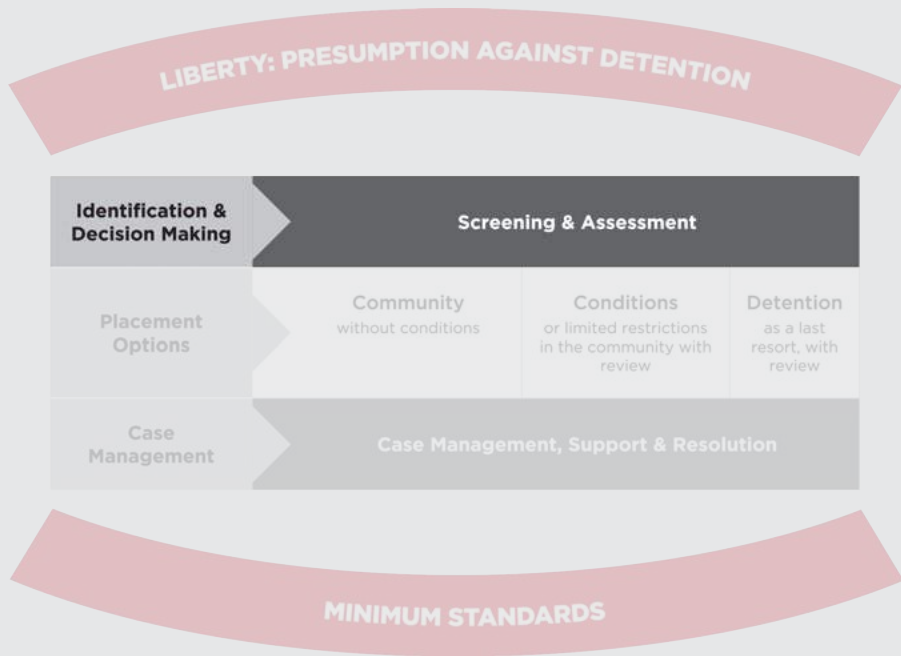 LIBERTY: PRESUMPTION AGAINST DETENTION
Identification &
Decision Making
Screening & Assessment
Placement
Options
Community
without conditions
Conditions
or limited restrictions
in the community with
review
Detention
as a last
resort, with
review
Case
Management
Case Management, Support & Resolution
MINIMUM STANDARDS